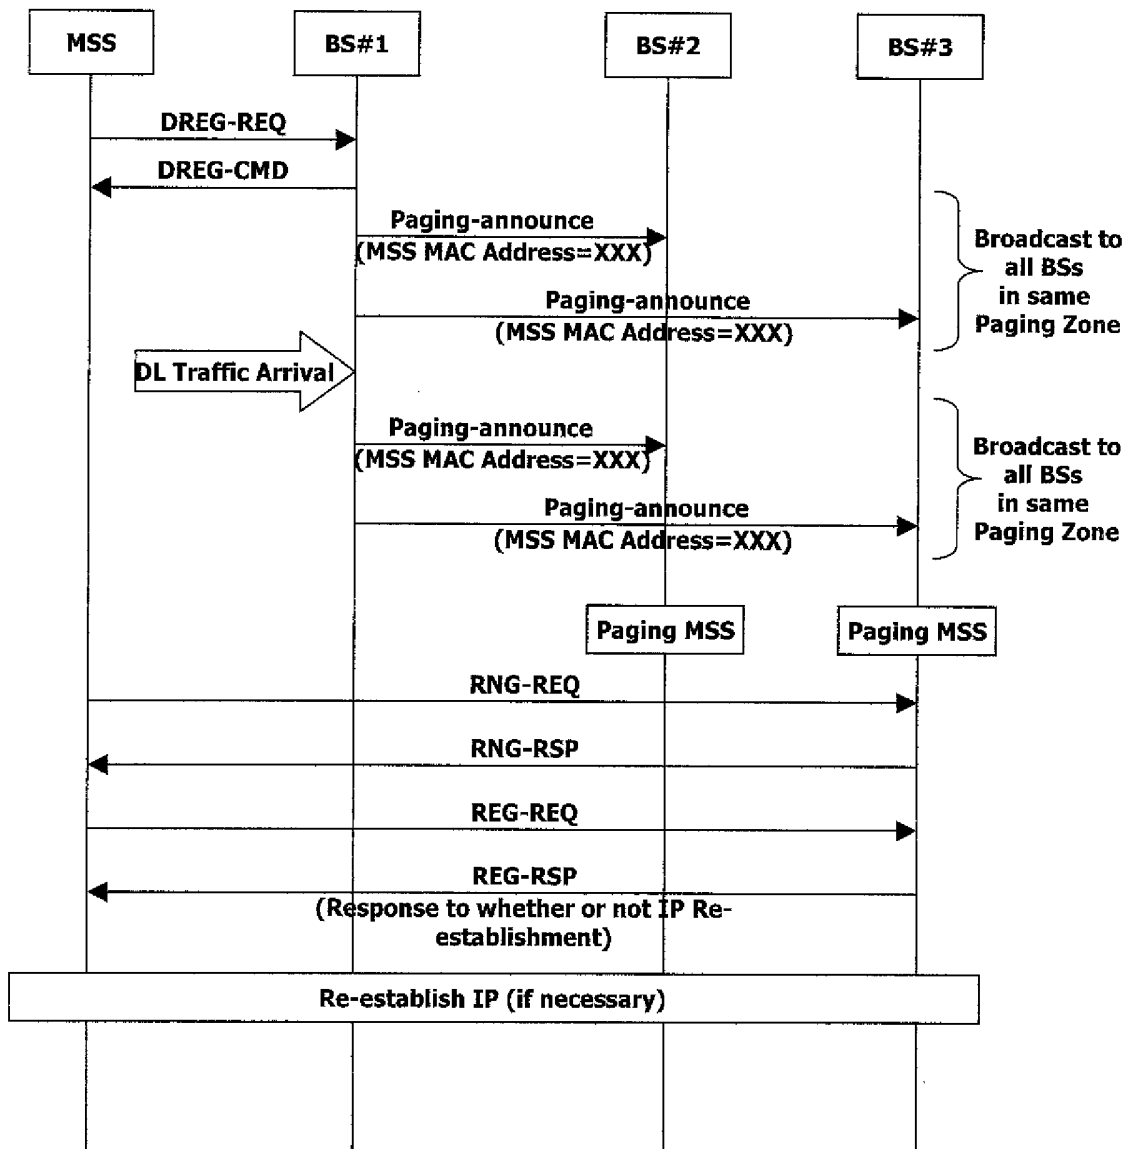 MSS
BS#1
BS#2
BS#3
DREG-REQ
DREG-CMD
Paging-announce
(MSS MAC Address=XXX)
Paging-announce
(MSS MAC Address=XXX)
Broadcast to
all BSs
in same
Paging Zone
DL Traffic Arrival
Paging-announce
(MSS MAC Address=XXX)
Paging-announce
(MSS MAC Address=XXX)
Broadcast to
all BSs
in same
Paging Zone
Paging MSS
Paging MSS
RNG-REQ
RNG-RSP
REG-REQ
REG-RSP
(Response to whether or not IP Re-
establishment)
Re-establish IP (if necessary)